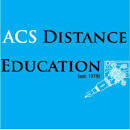 ACS DISTANCE
EDUCATION
(est. 1979)